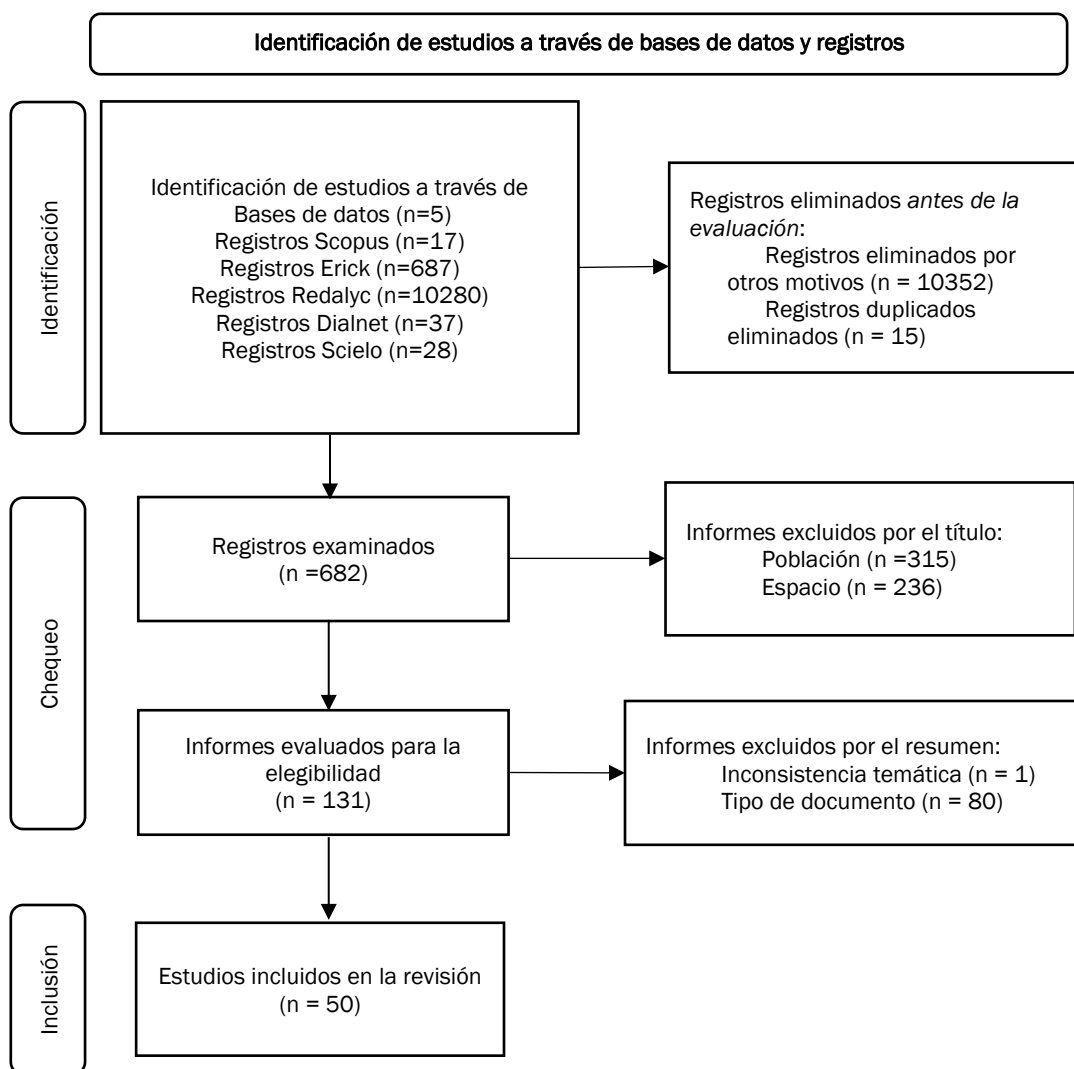 Identificación de estudios a través de bases de datos y registros
Identificación
Identificación de estudios a través de
Bases de datos (n=5)
Registros Scopus (n=17)
Registros Erick (n=687)
Registros Redalyc (n=10280)
Registros Dialnet (n=37)
Registros Scielo (n=28)
Registros eliminados antes de la
evaluación:
Registros eliminados por
otros motivos (n = 10352)
Registros duplicados
eliminados (n = 15)
Chequeo
Registros examinados
(n =682)
Informes excluidos por el título:
Población (n =315)
Espacio (n = 236)
Informes evaluados para la
elegibilidad
(n = 131)
Informes excluidos por el resumen:
Inconsistencia temática (n = 1)
Tipo de documento (n = 80)
Inclusión
Estudios incluidos en la revisión
(n = 50)